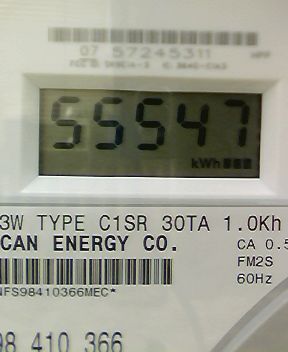 07 57245311
55547
kWh
3W TYPE C1SR 30TA 1.0Kh
CAN ENERGY CO.
CA 0.5
FM2S
NFS98410366MEC*
60Hz
98 410 366